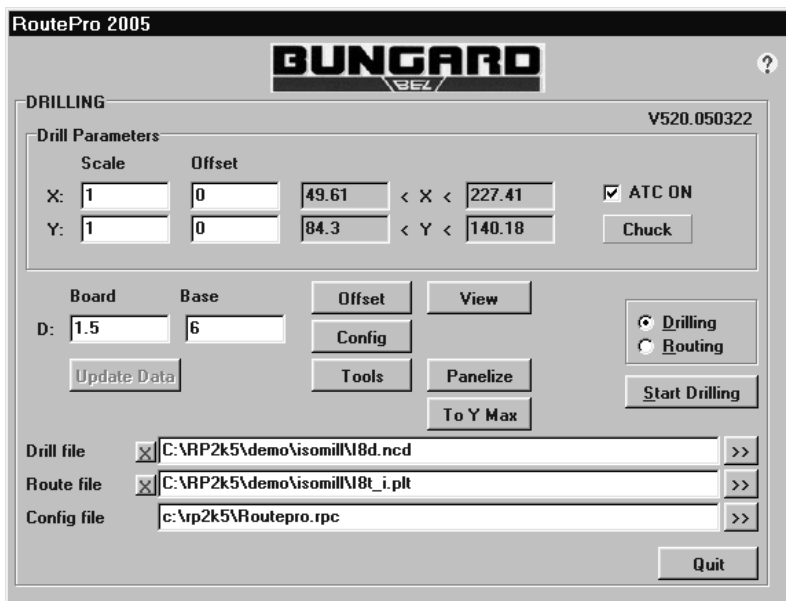 RoutePro 2005
BUNGARD
BEL
?
DRILLING
V520.050322
Drill Parameters
Scale Offset
X: 1 0 49.61 < X < 227.41 ATC ON
Y: 1 0 84.3 < Y < 140.18 Chuck
Board Base Offset View
D: 1.5 6 Config Drilling
Routing
Update Data Tools Panelize Start Drilling
To Y Max
Drill file X C:\RP2k5\demo\isomill\18d.ncd >>
Route file X C:\RP2k5\demo\isomill\18t_i.plt >>
Config file c:\rp2k5\Routepro.rpc >>
Quit